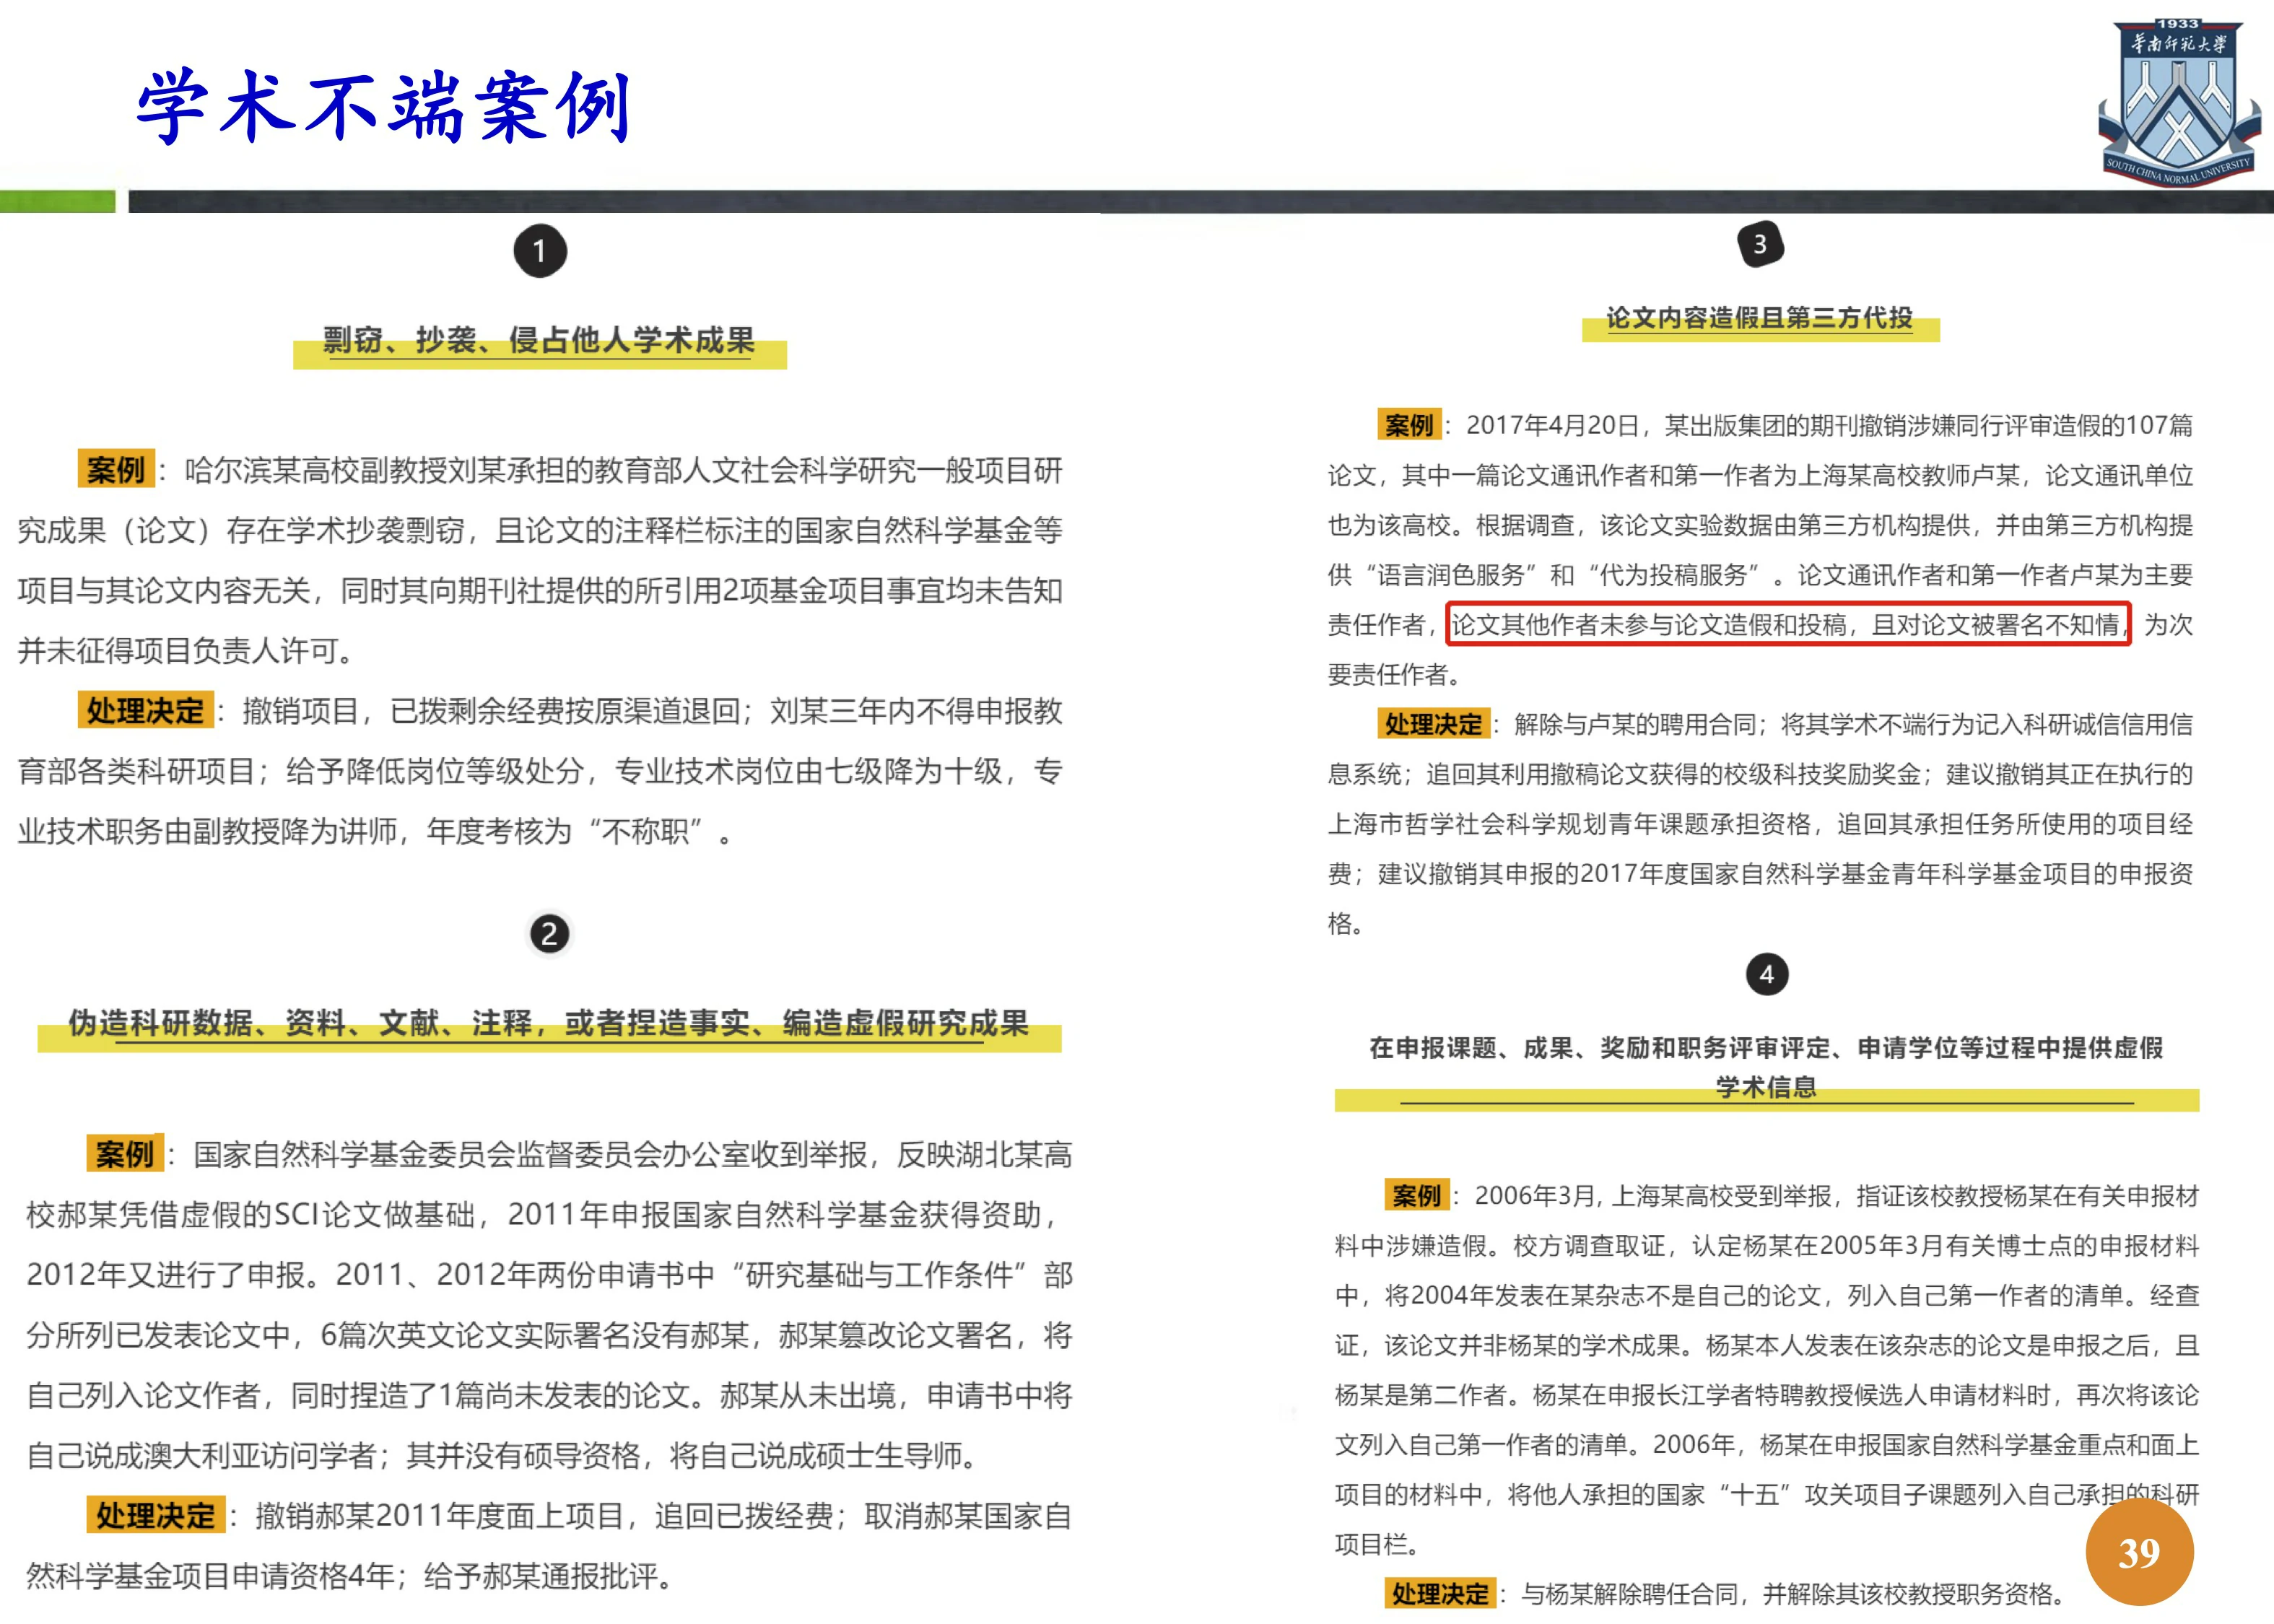 学术不端案例
1933
华南师范大学
SOUTH CHINA NORMAL UNIVERSITY
1
剽窃、抄袭、侵占他人学术成果
案例：哈尔滨某高校副教授刘某承担的教育部人文社会科学研究一般项目研
究成果（论文）存在学术抄袭剽窃，且论文的注释栏标注的国家自然科学基金等
项目与其论文内容无关，同时其向期刊社提供的所引用2项基金项目事宜均未告知
并未征得项目负责人许可。
处理决定：撤销项目，已拨剩余经费按原渠道退回；刘某三年内不得申报教
育部各类科研项目；给予降低岗位等级处分，专业技术岗位由七级降为十级，专
业技术职务由副教授降为讲师，年度考核为“不称职”。
2
伪造科研数据、资料、文献、注释，或者捏造事实、编造虚假研究成果
案例：国家自然科学基金委员会监督委员会办公室收到举报，反映湖北某高
校郝某凭借虚假的SCI论文做基础，2011年申报国家自然科学基金获得资助，
2012年又进行了申报。2011、2012年两份申请书中“研究基础与工作条件”部
分所列已发表论文中，6篇次英文论文实际署名没有郝某，郝某篡改论文署名，将
自己列入论文作者，同时捏造了1篇尚未发表的论文。郝某从未出境，申请书中将
自己说成澳大利亚访问学者；其并没有硕导资格，将自己说成硕士生导师。
处理决定：撤销郝某2011年度面上项目，追回已拨经费；取消郝某国家自
然科学基金项目申请资格4年；给予郝某通报批评。
3
论文内容造假且第三方代投
案例：2017年4月20日，某出版集团的期刊撤销涉嫌同行评审造假的107篇
论文，其中一篇论文通讯作者和第一作者为上海某高校教师卢某，论文通讯单位
也为该高校。根据调查，该论文实验数据由第三方机构提供，并由第三方机构提
供“语言润色服务”和“代为投稿服务”。论文通讯作者和第一作者卢某为主要
责任作者，论文其他作者未参与论文造假和投稿，且对论文被署名不知情，为次
要责任作者。
处理决定：解除与卢某的聘用合同；将其学术不端行为记入科研诚信信用信
息系统；追回其利用撤稿论文获得的校级科技奖励奖金；建议撤销其正在执行的
上海市哲学社会科学规划青年课题承担资格，追回其承担任务所使用的项目经
费；建议撤销其申报的2017年度国家自然科学基金青年科学基金项目的申报资
格。
4
在申报课题、成果、奖励和职务评审评定、申请学位等过程中提供虚假
学术信息
案例：2006年3月, 上海某高校受到举报，指证该校教授杨某在有关申报材
料中涉嫌造假。校方调查取证，认定杨某在2005年3月有关博士点的申报材料
中，将2004年发表在某杂志不是自己的论文，列入自己第一作者的清单。经查
证，该论文并非杨某的学术成果。杨某本人发表在该杂志的论文是申报之后，且
杨某是第二作者。杨某在申报长江学者特聘教授候选人申请材料时，再次将该论
文列入自己第一作者的清单。2006年，杨某在申报国家自然科学基金重点和面上
项目的材料中，将他人承担的国家“十五”攻关项目子课题列入自己承担的科研
项目栏。
处理决定：与杨某解除聘任合同，并解除其该校教授职务资格。
39